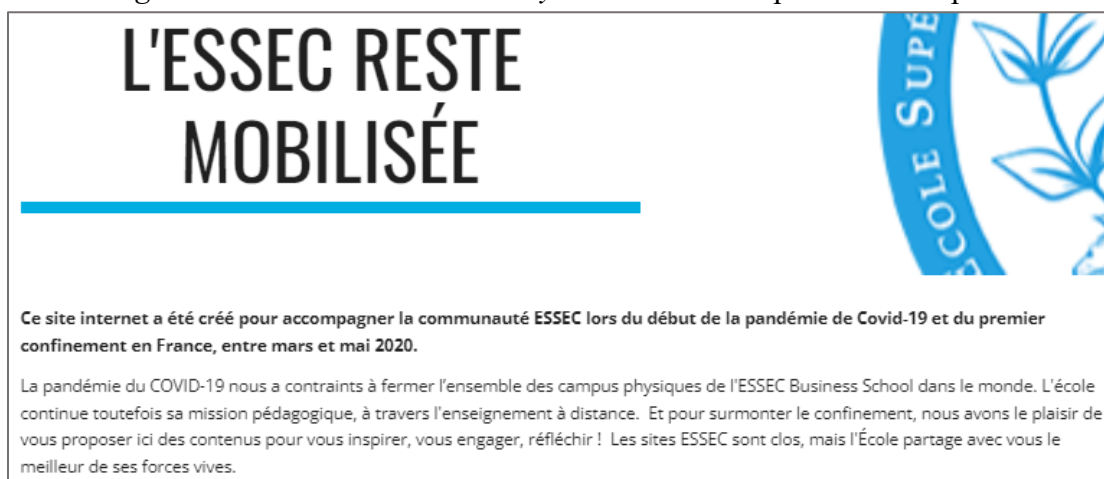 L'ESSEC RESTE
MOBILISÉE
ECOLE SUPÉ
Ce site internet a été créé pour accompagner la communauté ESSEC lors du début de la pandémie de Covid-19 et du premier
confinement en France, entre mars et mai 2020.
La pandémie du COVID-19 nous a contraints à fermer l'ensemble des campus physiques de l'ESSEC Business School dans le monde. L'école
continue toutefois sa mission pédagogique, à travers l'enseignement à distance.  Et pour surmonter le confinement, nous avons le plaisir de
vous proposer ici des contenus pour vous inspirer, vous engager, réfléchir !  Les sites ESSEC sont clos, mais l'École partage avec vous le
meilleur de ses forces vives.